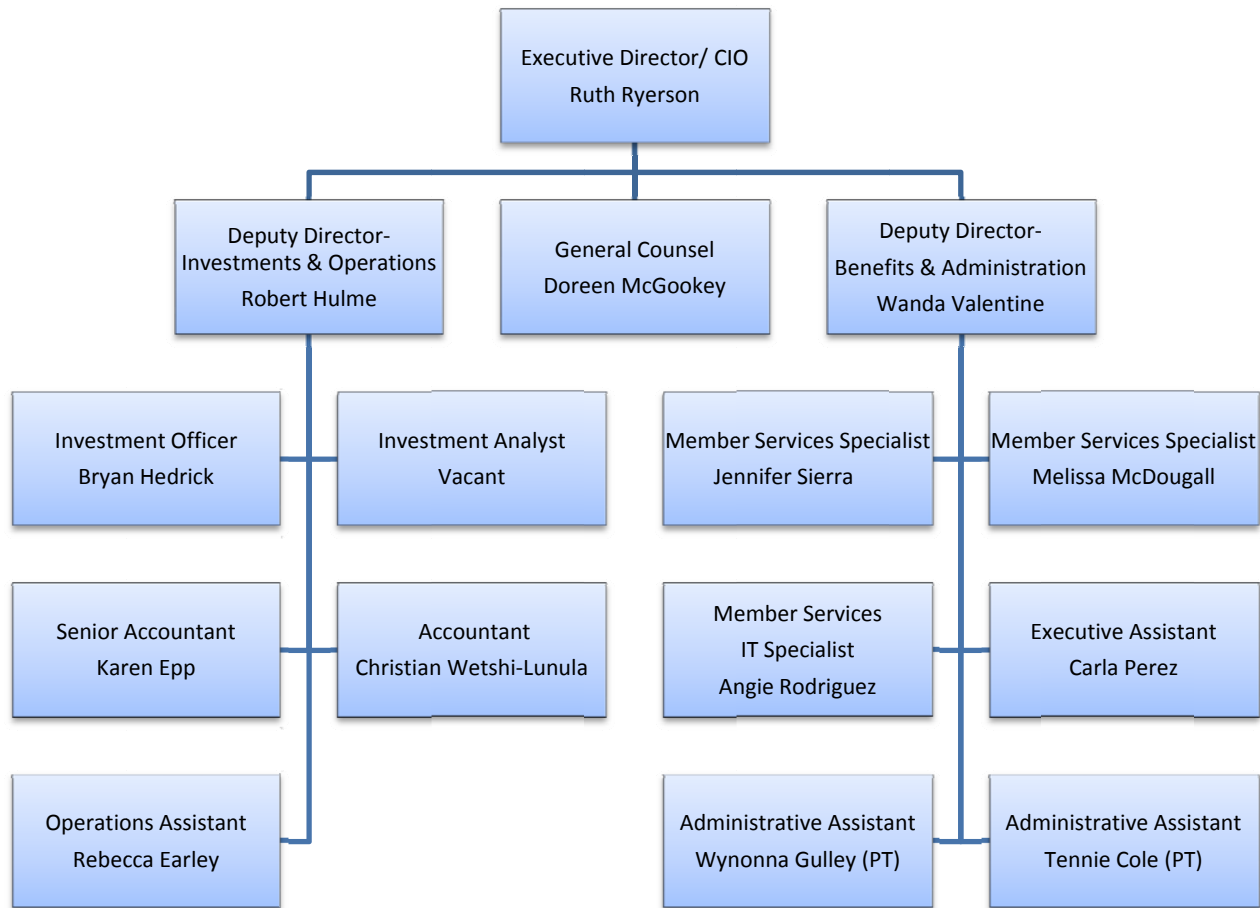 Executive Director/ CIO
Ruth Ryerson
Deputy Director-
Investments & Operations
Robert Hulme
General Counsel
Doreen McGookey
Deputy Director-
Benefits & Administration
Wanda Valentine
Investment Officer
Bryan Hedrick
Investment Analyst
Vacant
Member Services Specialist
Jennifer Sierra
Member Services Specialist
Melissa McDougall
Senior Accountant
Karen Epp
Accountant
Christian Wetshi-Lunula
Member Services
IT Specialist
Angie Rodriguez
Executive Assistant
Carla Perez
Operations Assistant
Rebecca Earley
Administrative Assistant
Wynonna Gulley (PT)
Administrative Assistant
Tennie Cole (PT)